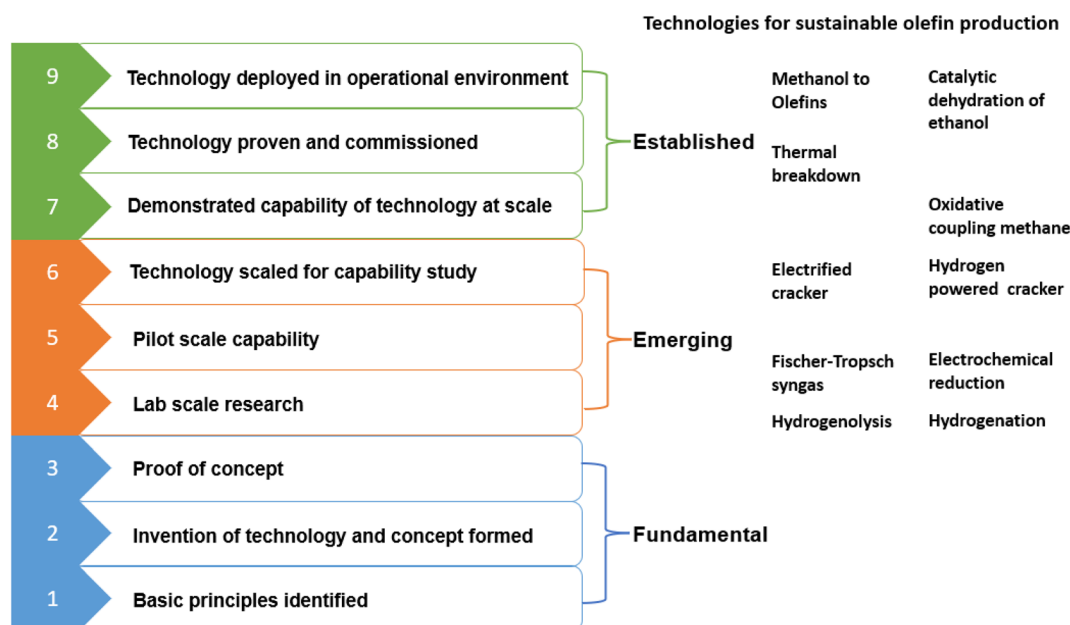 Technologies for sustainable olefin production
9
Technology deployed in operational environment
8
Technology proven and commissioned
7
Demonstrated capability of technology at scale
Established
Methanol to
Olefins
Catalytic
dehydration of
ethanol
Thermal
breakdown
Oxidative
coupling methane
6
Technology scaled for capability study
5
Pilot scale capability
4
Lab scale research
Emerging
Electrified
cracker
Hydrogen
powered cracker
Fischer-Tropsch
syngas
Electrochemical
reduction
Hydrogenolysis
Hydrogenation
3
Proof of concept
2
Invention of technology and concept formed
1
Basic principles identified
Fundamental